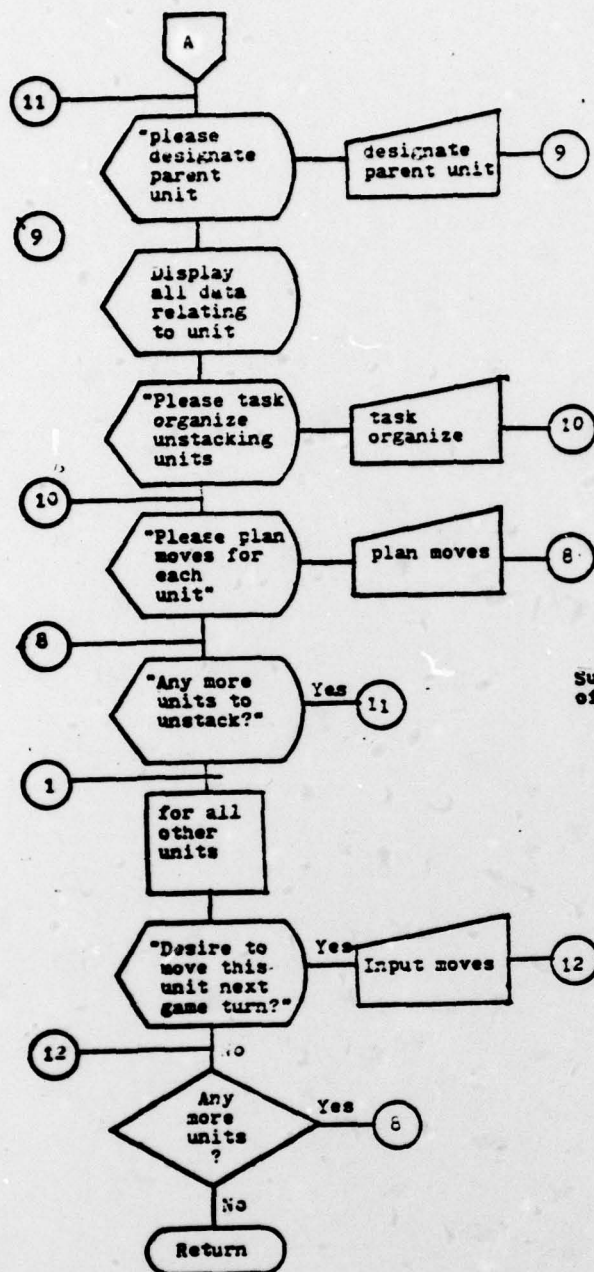 A
11
"please
designate
parent
unit
designate
parent unit
9
9
Display
all data
relating
to unit
"Please task
organize
unstacking
units
task
organize
10
10
"Please plan
moves for
each
unit"
plan moves
8
8
"Any more
units to
unstack?"
Yes
11
Su
of
1
for all
other
units
"Desire to
move this
unit next
game turn?"
Yes
Input moves
12
12
No
Any
more
units
?
Yes
8
No
Return